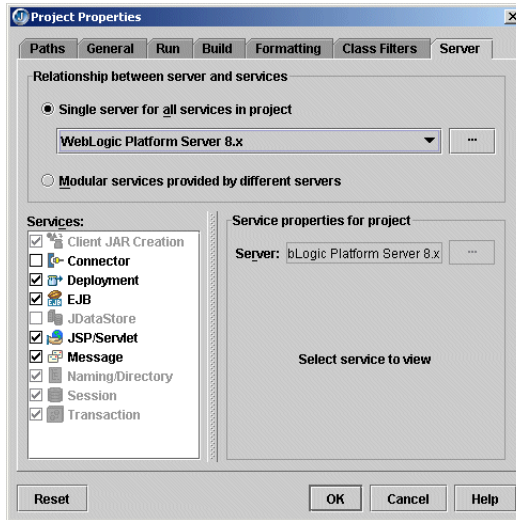 Project Properties
Paths General Run Build Formatting Class Filters Server
Relationship between server and services
Single server for all services in project
WebLogic Platform Server 8.x
...
Modular services provided by different servers
Services:
Client JAR Creation
Connector
Deployment
EJB
JDataStore
JSP/Servlet
Message
Naming/Directory
Session
Transaction
Service properties for project
Server: bLogic Platform Server 8.x ...
Select service to view
Reset OK Cancel Help